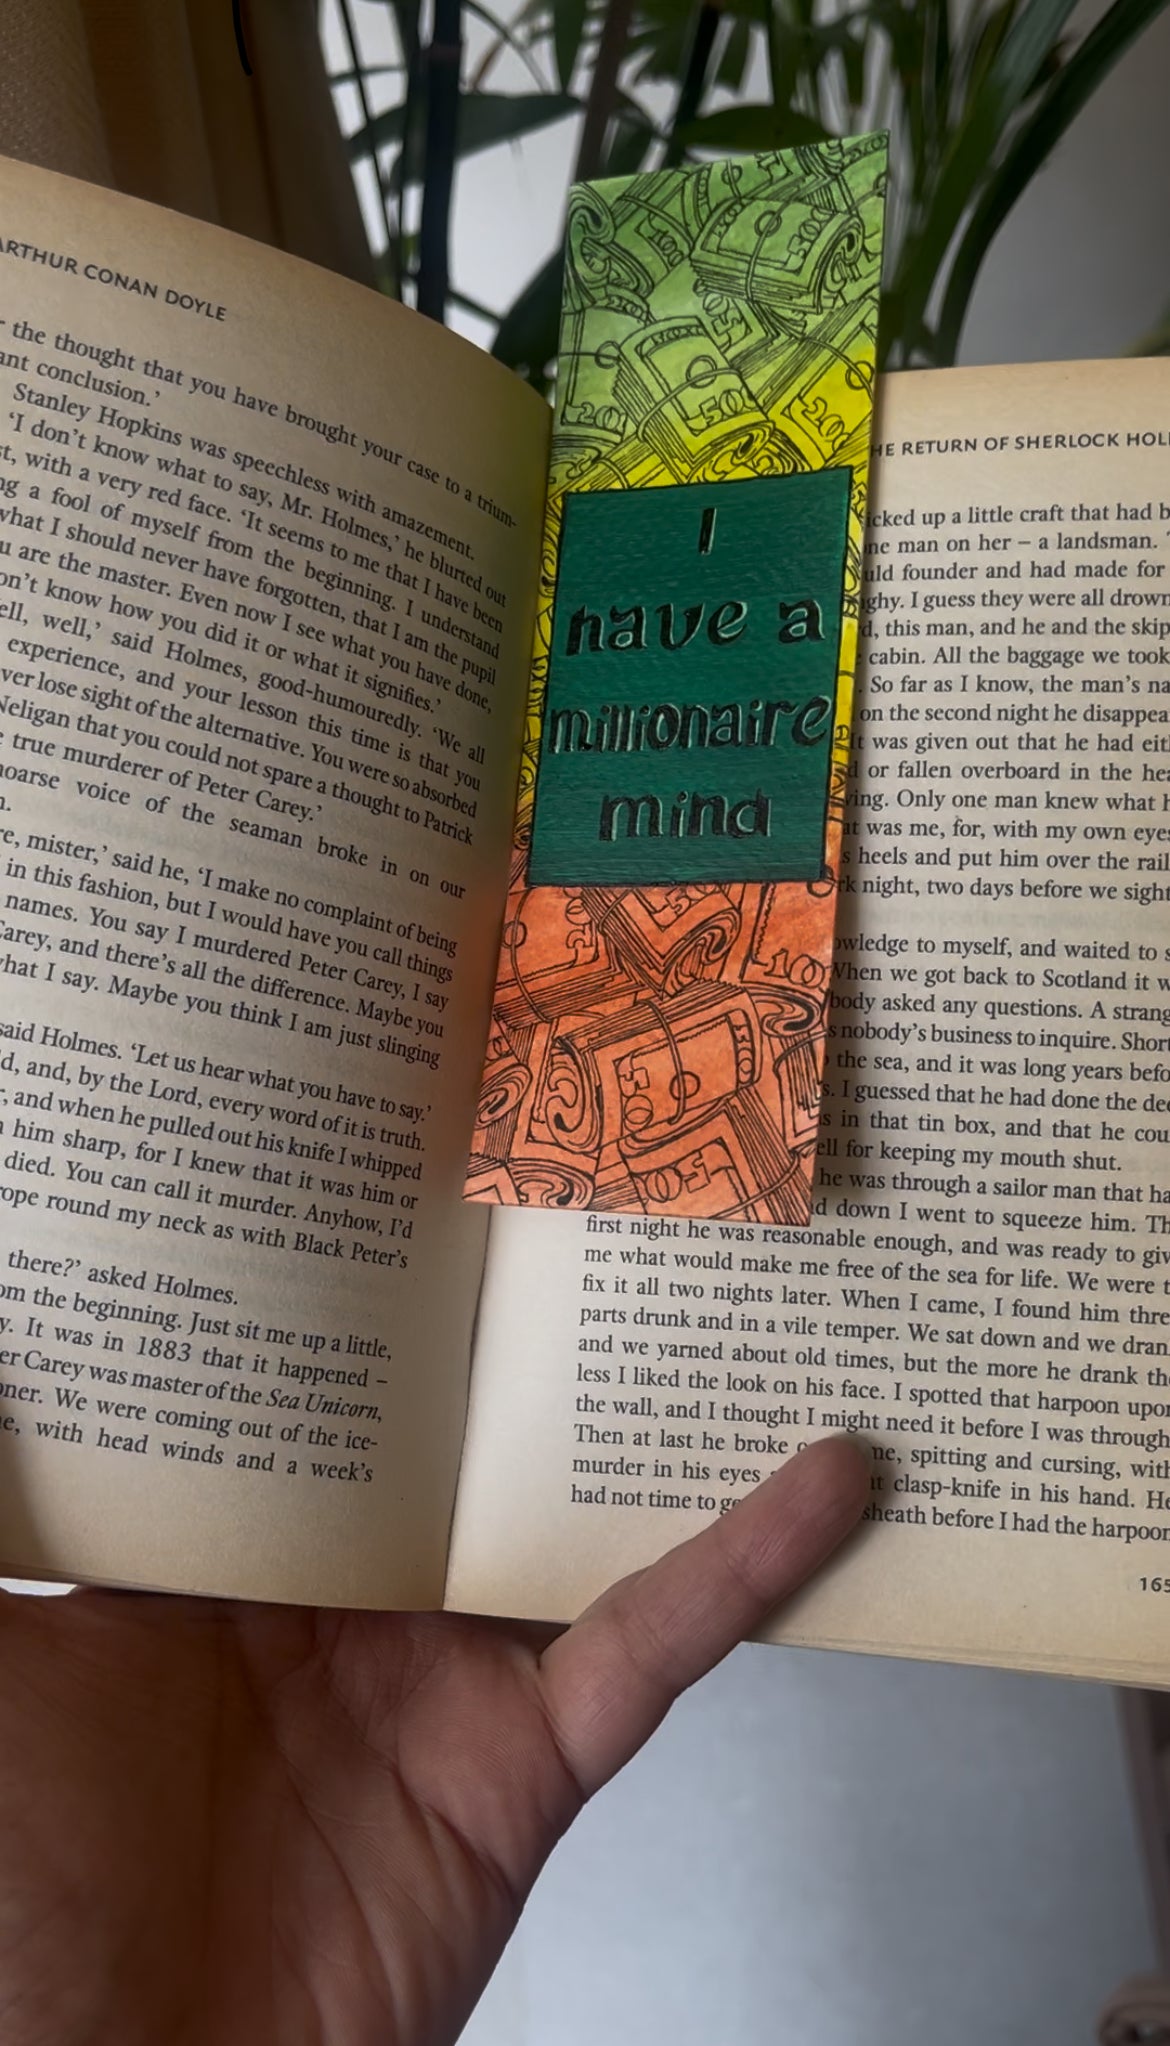 ARTHUR CONAN DOYLE
the thought that you have brought your case to a trium-
ant conclusion.’
Stanley Hopkins was speechless with amazement.
‘I don’t know what to say, Mr. Holmes,’ he blurted out
st, with a very red face. ‘It seems to me that I have been
ng a fool of myself from the beginning. I understand
what I should never have forgotten, that I am the pupil
u are the master. Even now I see what you have done,
on’t know how you did it or what it signifies.’
ell, well,’ said Holmes, good-humouredly. ‘We all
experience, and your lesson this time is that you
ver lose sight of the alternative. You were so absorbed
Neligan that you could not spare a thought to Patrick
e true murderer of Peter Carey.’
hoarse voice of the seaman broke in on our
n.
re, mister,’ said he, ‘I make no complaint of being
in this fashion, but I would have you call things
names. You say I murdered Peter Carey, I say
Carey, and there’s all the difference. Maybe you
what I say. Maybe you think I am just slinging
said Holmes. ‘Let us hear what you have to say.’
d, and, by the Lord, every word of it is truth.
, and when he pulled out his knife I whipped
him sharp, for I knew that it was him or
died. You can call it murder. Anyhow, I’d
rope round my neck as with Black Peter’s
there?’ asked Holmes.
om the beginning. Just sit me up a little,
y. It was in 1883 that it happened –
er Carey was master of the Sea Unicorn,
oner. We were coming out of the ice-
e, with head winds and a week’s
I
have a
millionaire
mind
HE RETURN OF SHERLOCK HOL
icked up a little craft that had b
ne man on her – a landsman.
uld founder and had made for
ghy. I guess they were all drown
d, this man, and he and the skip
cabin. All the baggage we took
. So far as I know, the man’s na
on the second night he disappea
It was given out that he had eit
d or fallen overboard in the hea
ving. Only one man knew what h
at was me, for, with my own eyes
s heels and put him over the rail
rk night, two days before we sight
owledge to myself, and waited to s
When we got back to Scotland it w
body asked any questions. A strang
s nobody’s business to inquire. Short
the sea, and it was long years befo
s. I guessed that he had done the dee
s in that tin box, and that he cou
ell for keeping my mouth shut.
he was through a sailor man that ha
d down I went to squeeze him. Th
first night he was reasonable enough, and was ready to giv
me what would make me free of the sea for life. We were t
fix it all two nights later. When I came, I found him thre
parts drunk and in a vile temper. We sat down and we dran
and we yarned about old times, but the more he drank the
less I liked the look on his face. I spotted that harpoon upon
the wall, and I thought I might need it before I was through
Then at last he broke o me, spitting and cursing, with
murder in his eyes clasp-knife in his hand. He
had not time to ge sheath before I had the harpoon
165